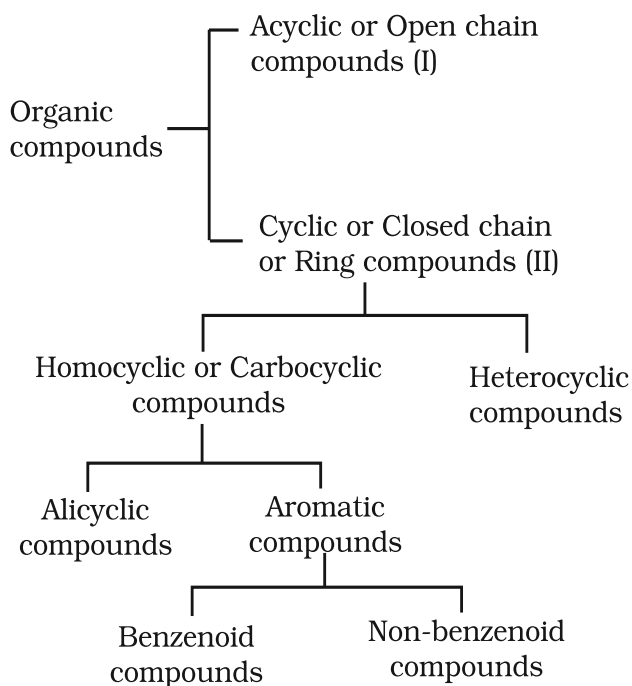 Acyclic or Open chain
compounds (I)
Organic
compounds
Cyclic or Closed chain
or Ring compounds (II)
Homocyclic or Carbocyclic
compounds
Heterocyclic
compounds
Alicyclic
compounds
Aromatic
compounds
Benzenoid
compounds
Non-benzenoid
compounds